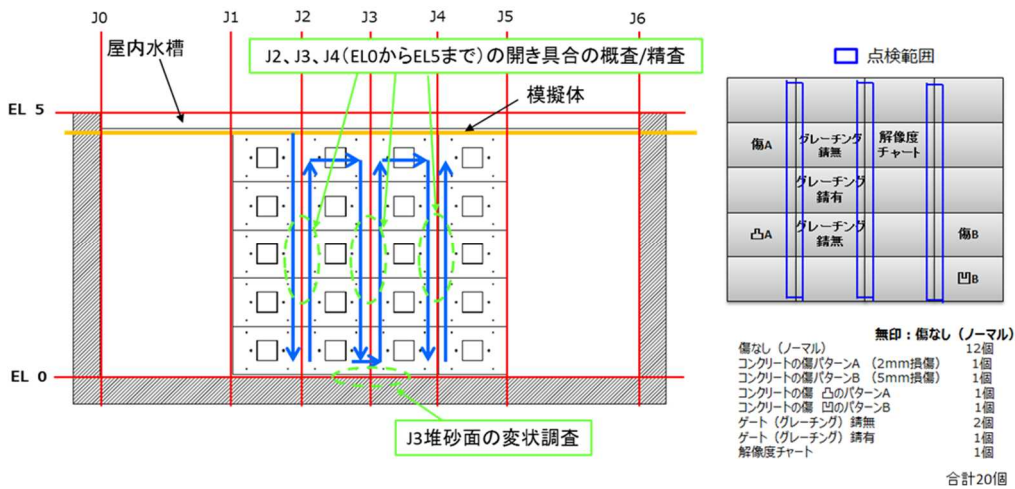 J0 J1 J2 J3 J4 J5 J6
屋内水槽
J2、J3、J4(EL0からEL5まで)の開き具合の概査/精査
模擬体
EL 5
EL 0
J3堆砂面の変状調査
点検範囲
傷A
グレーチング
錆無
解像度
チャート
グレーチング
錆有
凸A
グレーチング
錆無
傷B
凹B
無印:傷なし(ノーマル)
傷なし(ノーマル) 12個
コンクリートの傷パターンA (2mm損傷) 1個
コンクリートの傷パターンB (5mm損傷) 1個
コンクリートの傷 凸のパターンA 1個
コンクリートの傷 凹のパターンB 1個
ゲート(グレーチング)錆無 2個
ゲート(グレーチング)錆有 1個
解像度チャート 1個
合計20個